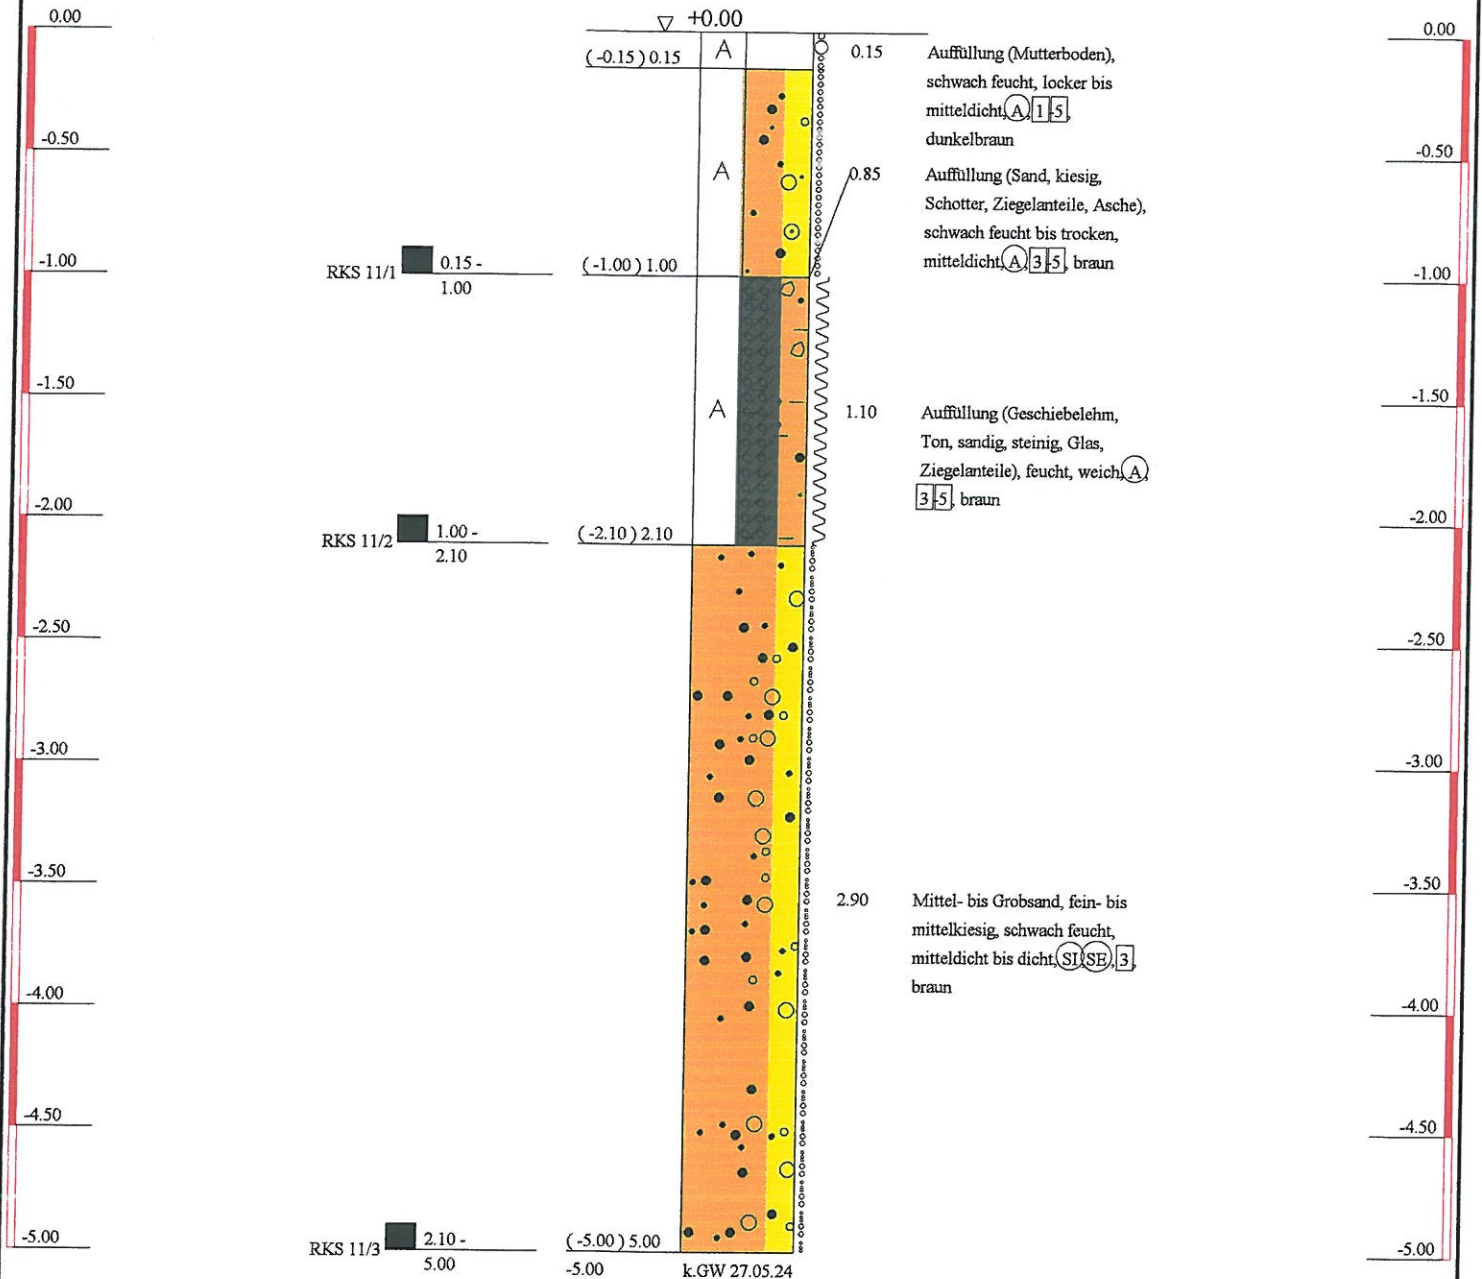 +0.00
0.00
0.00
A
(-0.15) 0.15
0.15
Auffüllung (Mutterboden),
schwach feucht, locker bis
mitteldicht, A, 1-5,
dunkelbraun
-0.50
-0.50
A
0.85
Auffüllung (Sand, kiesig,
Schotter, Ziegelanteile, Asche),
schwach feucht bis trocken,
mitteldicht, A, 3-5, braun
RKS 11/1
0.15 -
1.00
(-1.00) 1.00
-1.00
-1.00
-1.50
-1.50
A
1.10
Auffüllung (Geschiebelehm,
Ton, sandig, steinig, Glas,
Ziegelanteile), feucht, weich, A,
3-5, braun
-2.00
-2.00
RKS 11/2
1.00 -
2.10
(-2.10) 2.10
-2.50
-2.50
-3.00
-3.00
-3.50
-3.50
2.90
Mittel- bis Grobsand, fein- bis
mittelkiesig, schwach feucht,
mitteldicht bis dicht, SI, SE, 3,
braun
-4.00
-4.00
-4.50
-4.50
-5.00
-5.00
RKS 11/3
2.10 -
5.00
(-5.00) 5.00
-5.00
k.GW 27.05.24